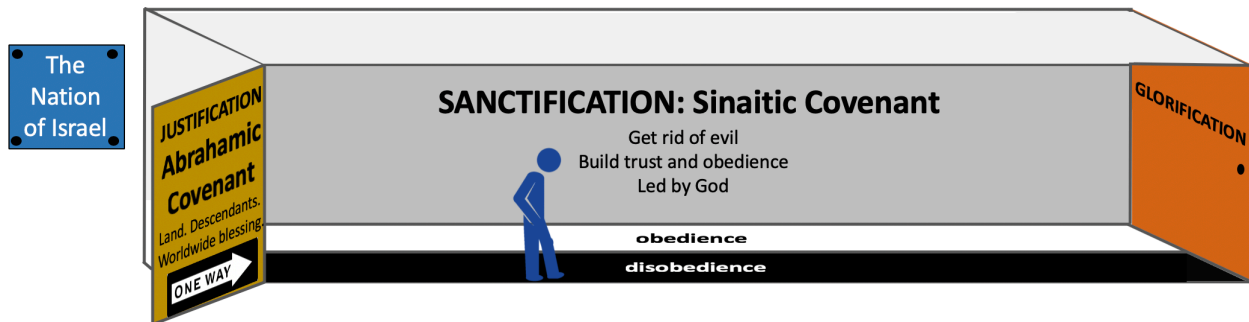 The
Nation
of Israel
JUSTIFICATION
Abrahamic
Covenant
Land. Descendants.
Worldwide blessing.
ONE WAY
SANCTIFICATION: Sinaitic Covenant
Get rid of evil
Build trust and obedience
Led by God
obedience
disobedience
GLORIFICATION